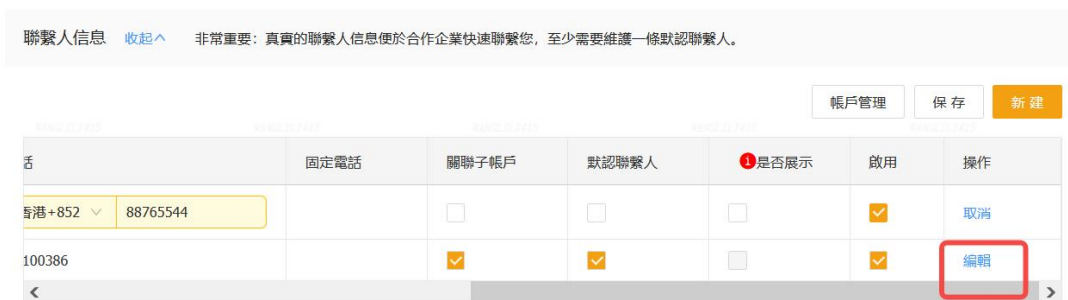 聯繫人信息 收起 非常重要：真實的聯繫人信息便於合作企業快速聯繫您，至少需要維護一條默認聯繫人。
帳戶管理 保存 新建
話 固定電話 關聯子帳戶 默認聯繫人 1是否展示 啟用 操作
香港+852 88765544 取消
100386 編輯